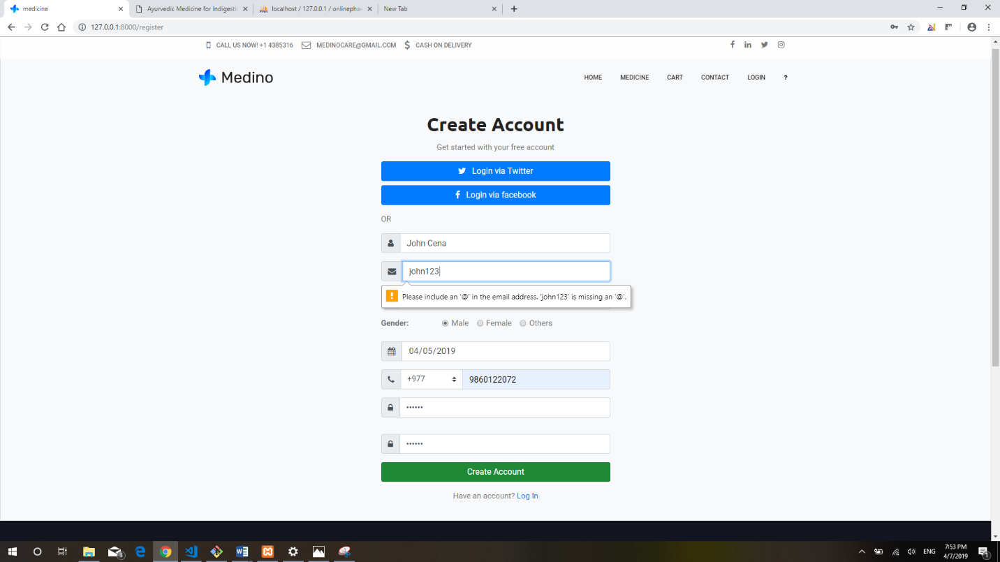 medicine
Ayurvedic Medicine for Indigesti
localhost / 127.0.0.1 / onlinephar
New Tab
127.0.0.1:8000/register
CALL US NOW! +1 4385316 MEDINOCARE@GMAIL.COM $ CASH ON DELIVERY
Medino
HOME MEDICINE CART CONTACT LOGIN ?
Create Account
Get started with your free account
Login via Twitter
Login via facebook
OR
John Cena
john123
Please include an '@' in the email address. 'john123' is missing an '@'.
Gender: Male Female Others
04/05/2019
+977 9860122072
••••••
••••••
Create Account
Have an account? Log In
ENG
7:53 PM
4/7/2019